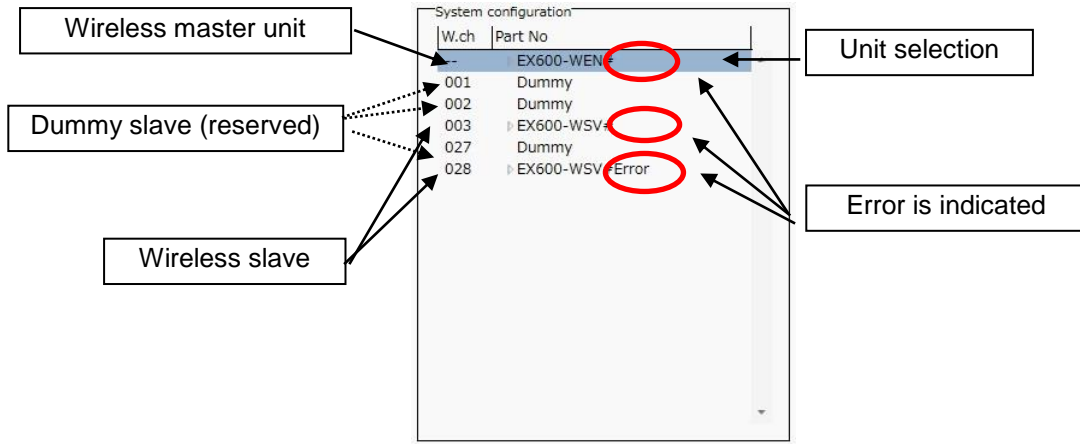 System configuration
Wireless master unit
W.ch Part No
Unit selection
-- EX600-WEN#
001 Dummy
002 Dummy
Dummy slave (reserved)
003 EX600-WSV#
027 Dummy
028 EX600-WSV#Error
Error is indicated
Wireless slave